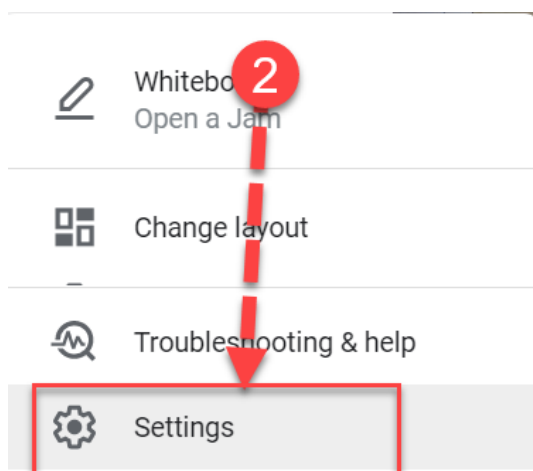 Whitebo
2
Open a Jam
Change layout
Troubleshooting & help
Settings